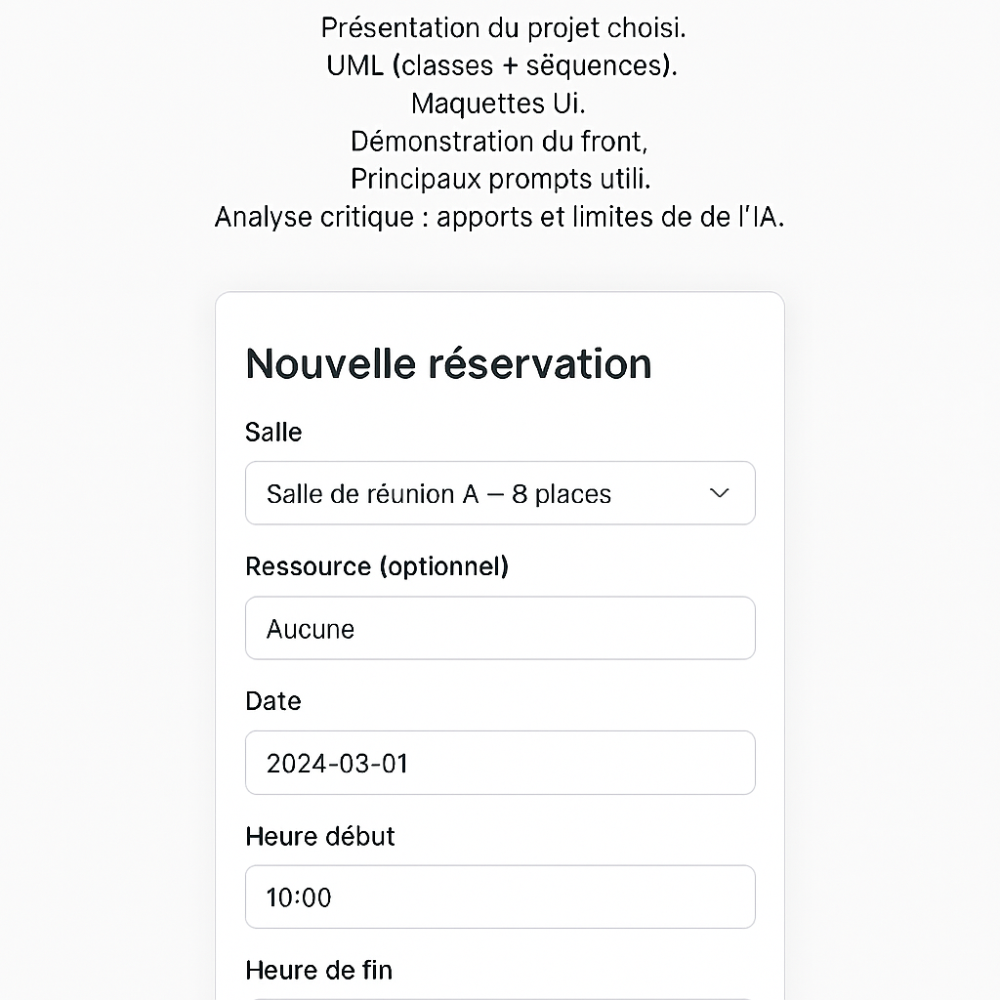 Présentation du projet choisi.
UML (classes + sëquences).
Maquettes Ui.
Démonstration du front,
Principaux prompts utili.
Analyse critique : apports et limites de de l’IA.
Nouvelle réservation
Salle
Salle de réunion A – 8 places
Ressource (optionnel)
Aucune
Date
2024-03-01
Heure début
10:00
Heure de fin